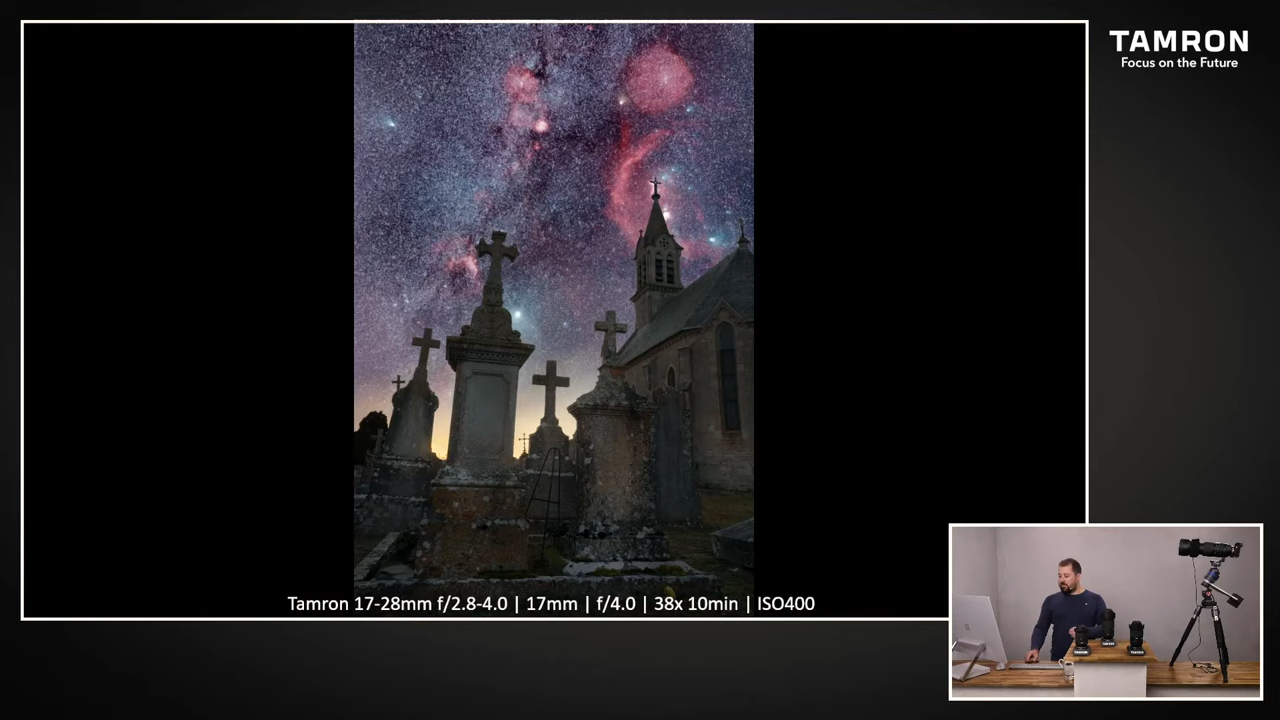 TAMRON
Focus on the Future
Tamron 17-28mm f/2.8-4.0 | 17mm | f/4.0 | 38x 10min | ISO400